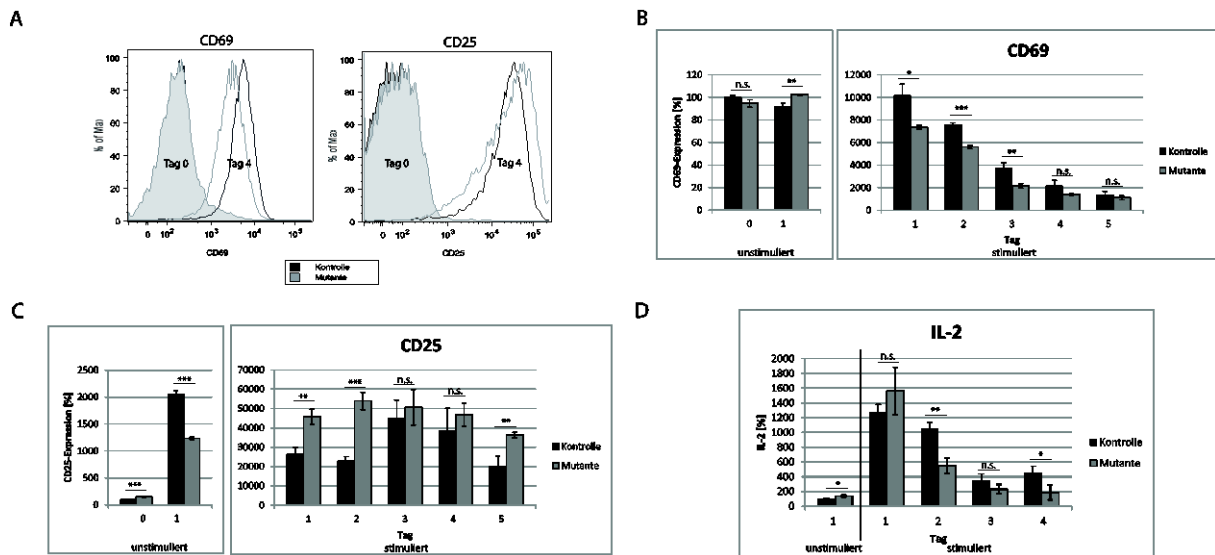 A
CD69
% of Max
100
80
60
40
20
0
Tag 0
Tag 4
0 10² 10³ 10⁴ 10⁵
CD69
CD25
% of Max
100
80
60
40
20
0
Tag 0
Tag 4
0 10² 10³ 10⁴ 10⁵
CD25
Kontrolle
Mutante
B
CD69-Expression [%]
120
100
80
60
40
20
0
n.s.
**
0 1
unstimuliert
CD69
12000
10000
8000
6000
4000
2000
0
*
***
**
n.s.
n.s.
1 2 3 4 5
Tag
stimuliert
Kontrolle
Mutante
C
CD25-Expression [%]
2500
2000
1500
1000
500
0
***
***
0 1
unstimuliert
CD25
70000
60000
50000
40000
30000
20000
10000
0
**
***
n.s.
n.s.
**
1 2 3 4 5
Tag
stimuliert
Kontrolle
Mutante
D
IL-2
IL-2 [%]
2000
1800
1600
1400
1200
1000
800
600
400
200
0
*
n.s.
**
n.s.
*
1 1 2 3 4
Tag
unstimuliert stimuliert
Kontrolle
Mutante